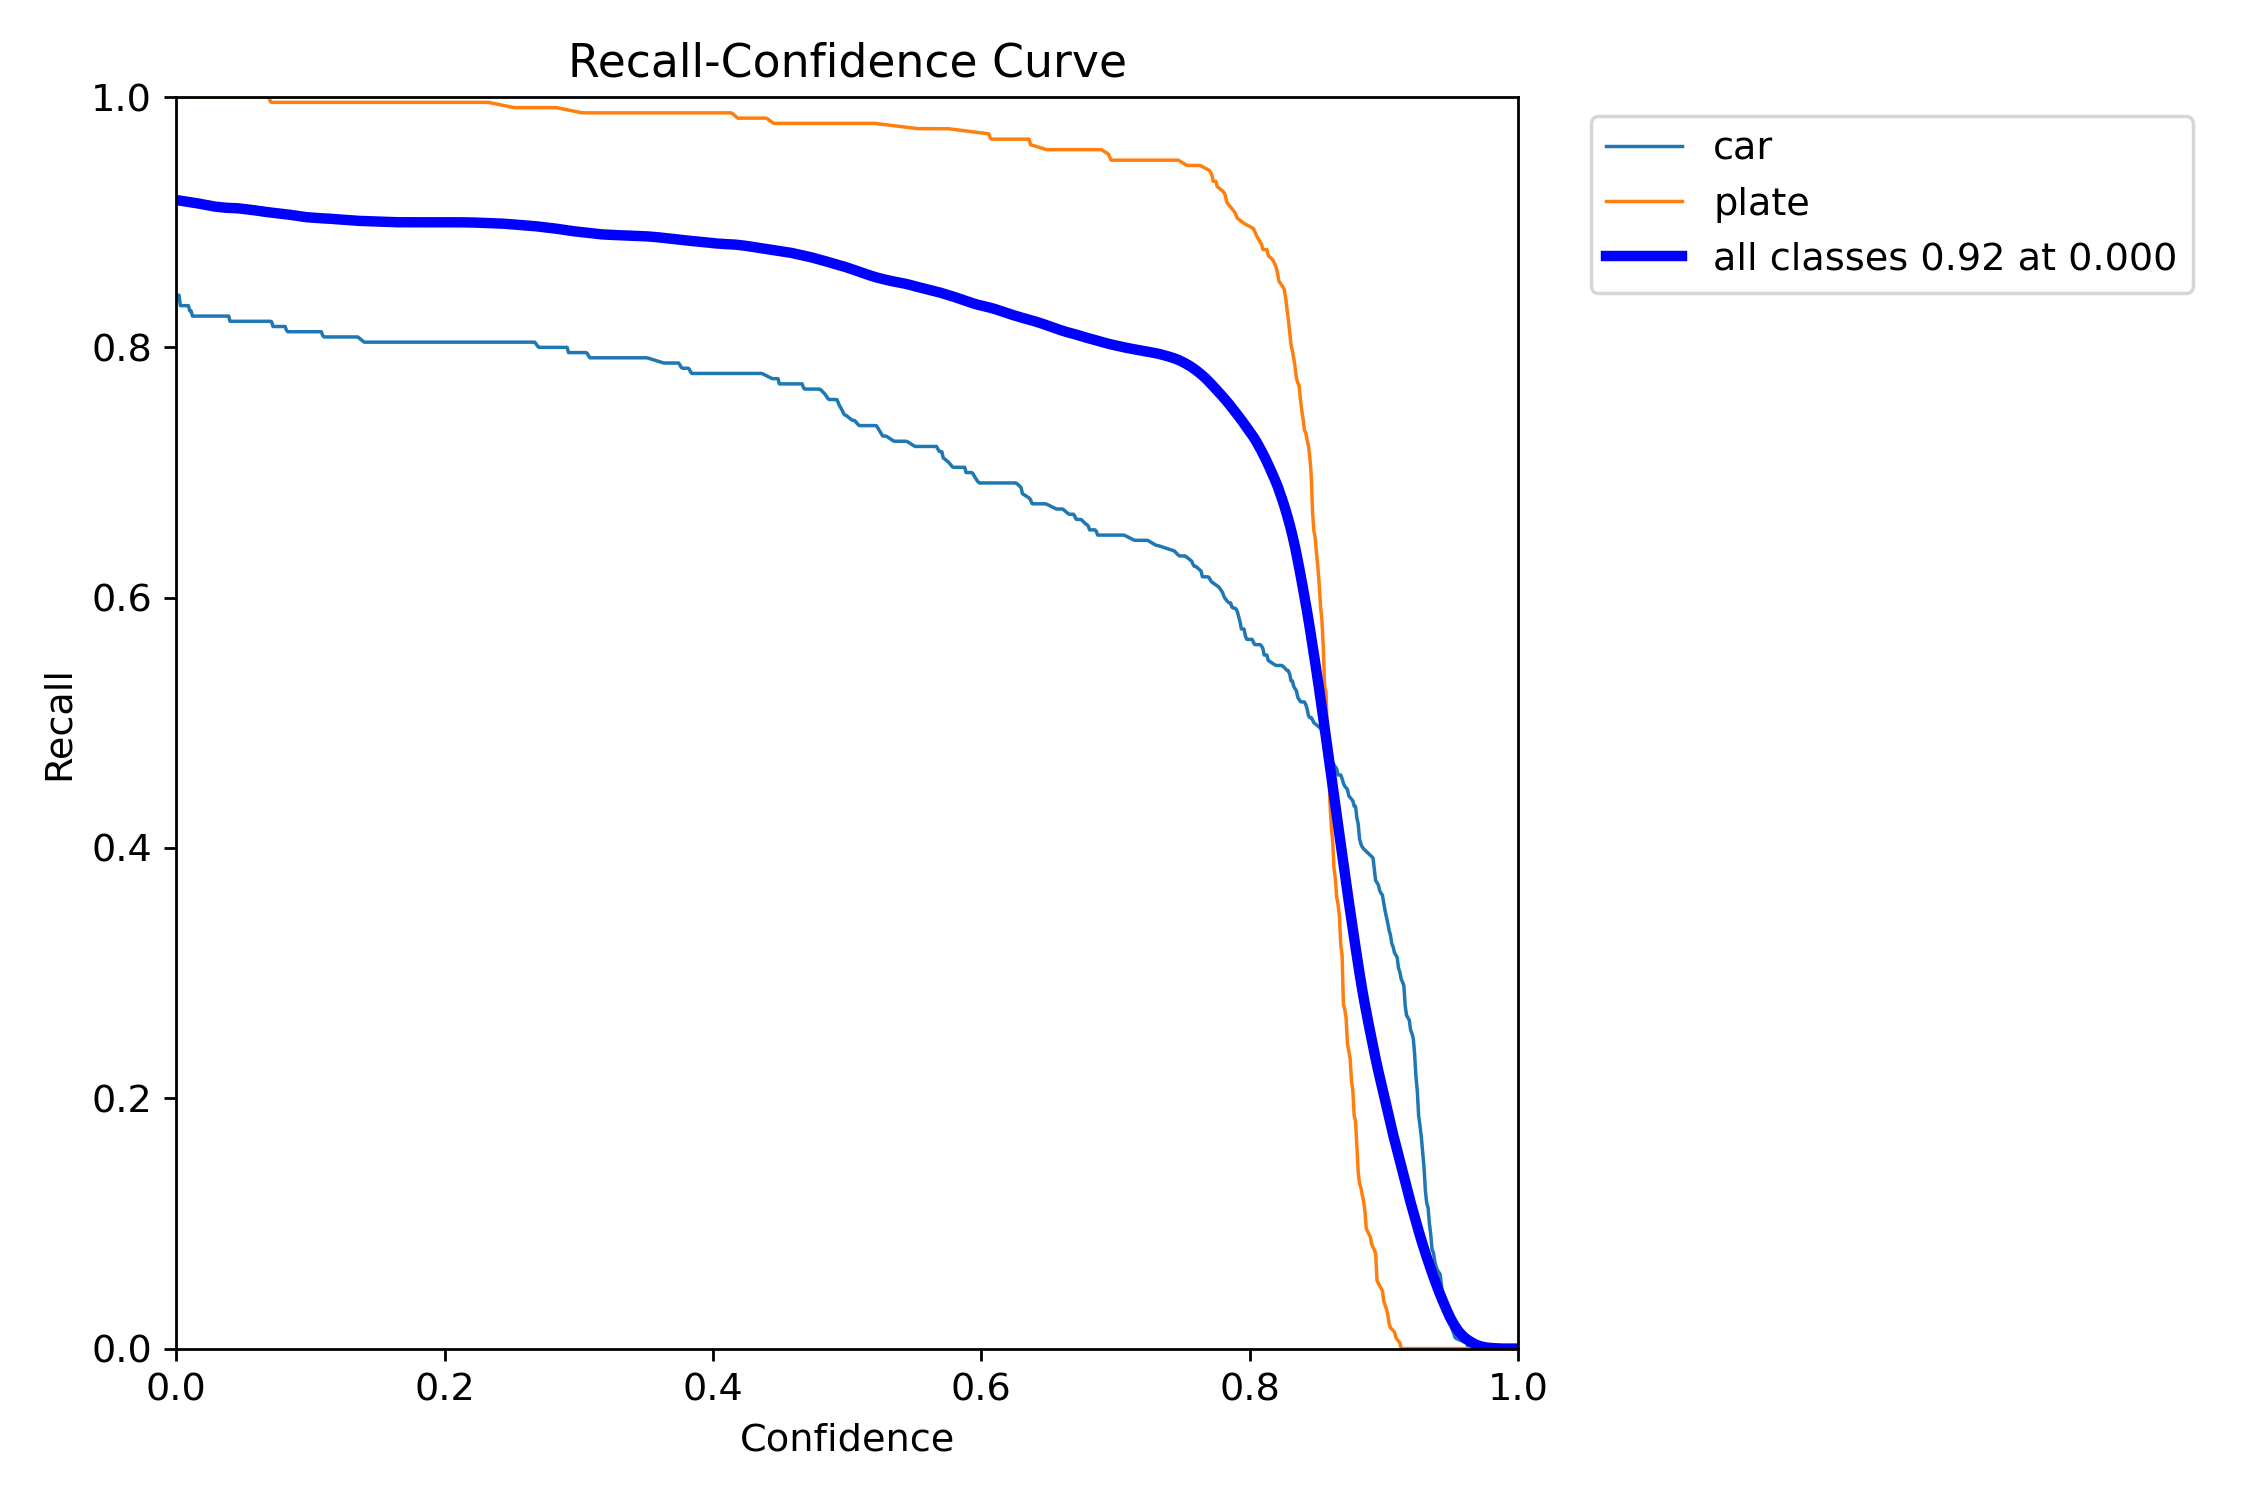 Recall-Confidence Curve
1.0
0.8
0.6
0.4
0.2
0.0
Recall
0.0 0.2 0.4 0.6 0.8 1.0
Confidence
car
plate
all classes 0.92 at 0.000